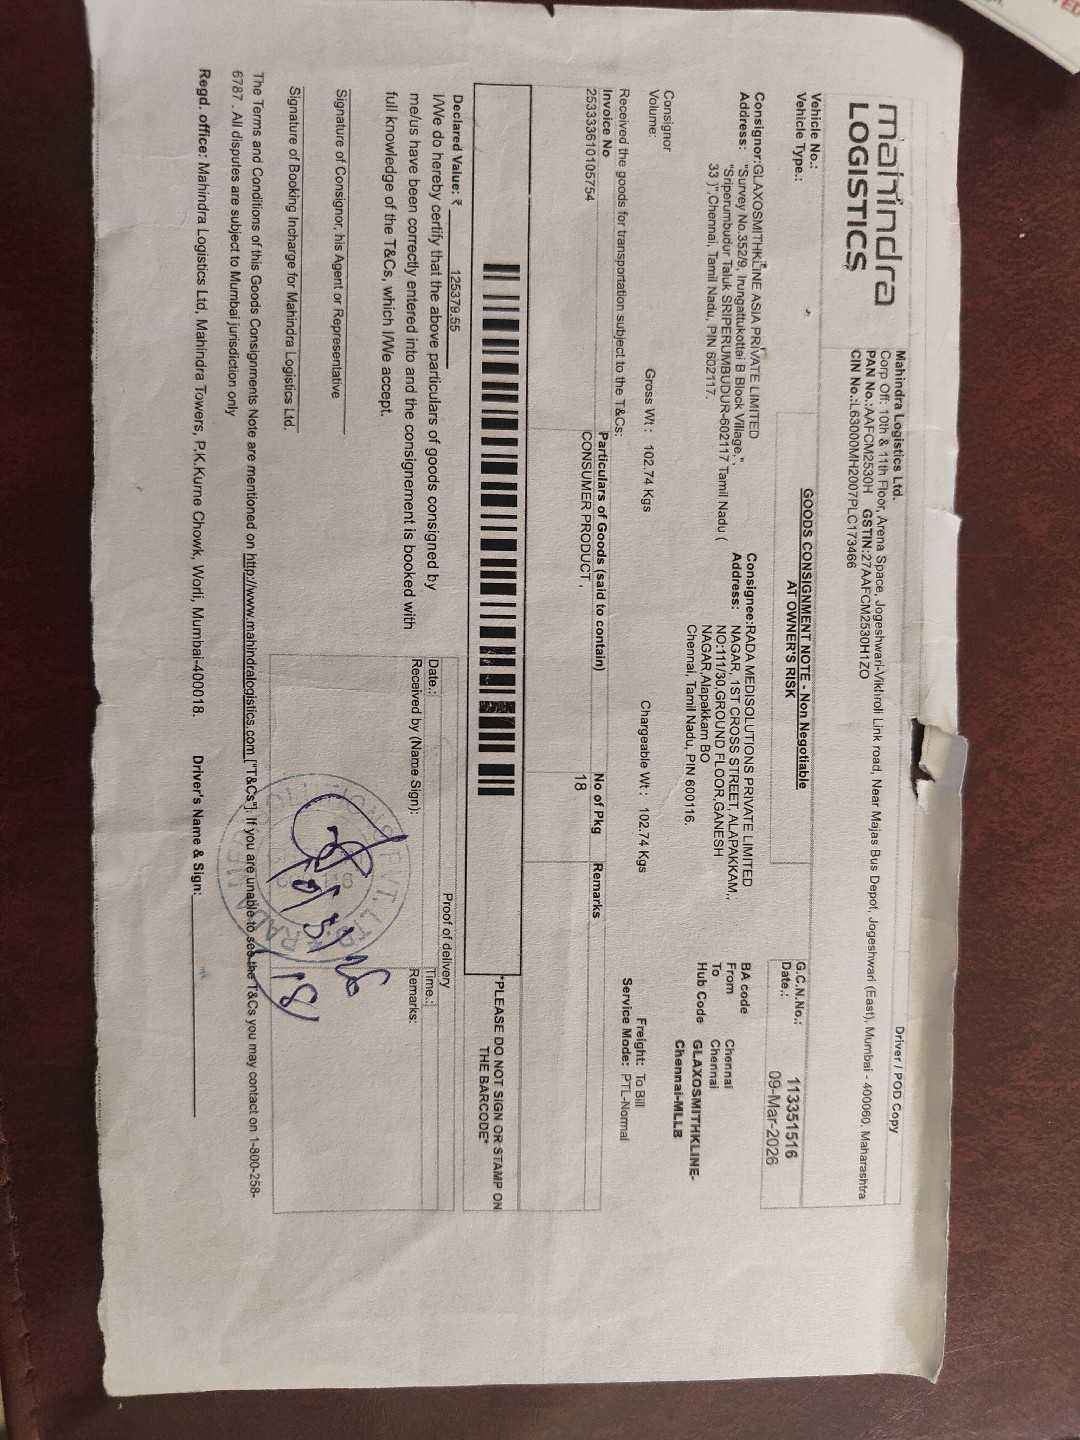 Driver / POD Copy
mahindra
LOGISTICS
Mahindra Logistics Ltd.
Corp Off: 10th & 11th Floor, Arena Space, Jogeshwari-Vikhroli Link road, Near Majas Bus Depot, Jogeshwari (East), Mumbai - 400060, Maharashtra
PAN No.:AAFCM2530H GSTIN:27AAFCM2530H1ZO
CIN No.:L63000MH2007PLC173466
Vehicle No.:
Vehicle Type.:
GOODS CONSIGNMENT NOTE - Non Negotiable
AT OWNER'S RISK
G.C.N.No.: 113351516
Date.: 09-Mar-2026
Consignor:GLAXOSMITHKLINE ASIA PRIVATE LIMITED
Address: "Survey No.352/9, Irungattukottai B Block Village,",
"Sriperumbudur Taluk SRIPERUMBUDUR-602117 Tamil Nadu (
33 )",Chennai, Tamil Nadu, PIN 602117.
Consignee:RADA MEDISOLUTIONS PRIVATE LIMITED
Address: NAGAR, 1ST CROSS STREET, ALAPAKKAM,,
NO:111/30,GROUND FLOOR,GANESH
NAGAR,Alapakkam BO
Chennai, Tamil Nadu, PIN 600116.
BA code
From Chennai
To Chennai
Hub Code GLAXOSMITHKLINE-
Chennai-MLLB
Consignor
Volume:
Gross Wt : 102.74 Kgs
Chargeable Wt : 102.74 Kgs
Freight: To Bill
Service Mode: PTL-Normal
Received the goods for transportation subject to the T&Cs:
Invoice No Particulars of Goods (said to contain) No of Pkg Remarks
253333610105754 CONSUMER PRODUCT , 18
*PLEASE DO NOT SIGN OR STAMP ON
THE BARCODE*
Declared Value: ₹ 125379.55
I/We do hereby certify that the above particulars of goods consigned by
me/us have been correctly entered into and the consignement is booked with
full knowledge of the T&Cs, which I/We accept.
Proof of delivery
Date.: Time.:
Received by (Name Sign): Remarks:
Signature of Consignor, his Agent or Representative
Signature of Booking Incharge for Mahindra Logistics Ltd.
The Terms and Conditions of this Goods Consignments Note are mentioned on http://www.mahindralogistics.com ["T&Cs"]. If you are unable to see the T&Cs you may contact on 1-800-258-
6787 . All disputes are subject to Mumbai jurisdiction only
Regd. office: Mahindra Logistics Ltd, Mahindra Towers, P.K.Kurne Chowk, Worli, Mumbai-400018. Driver's Name & Sign: